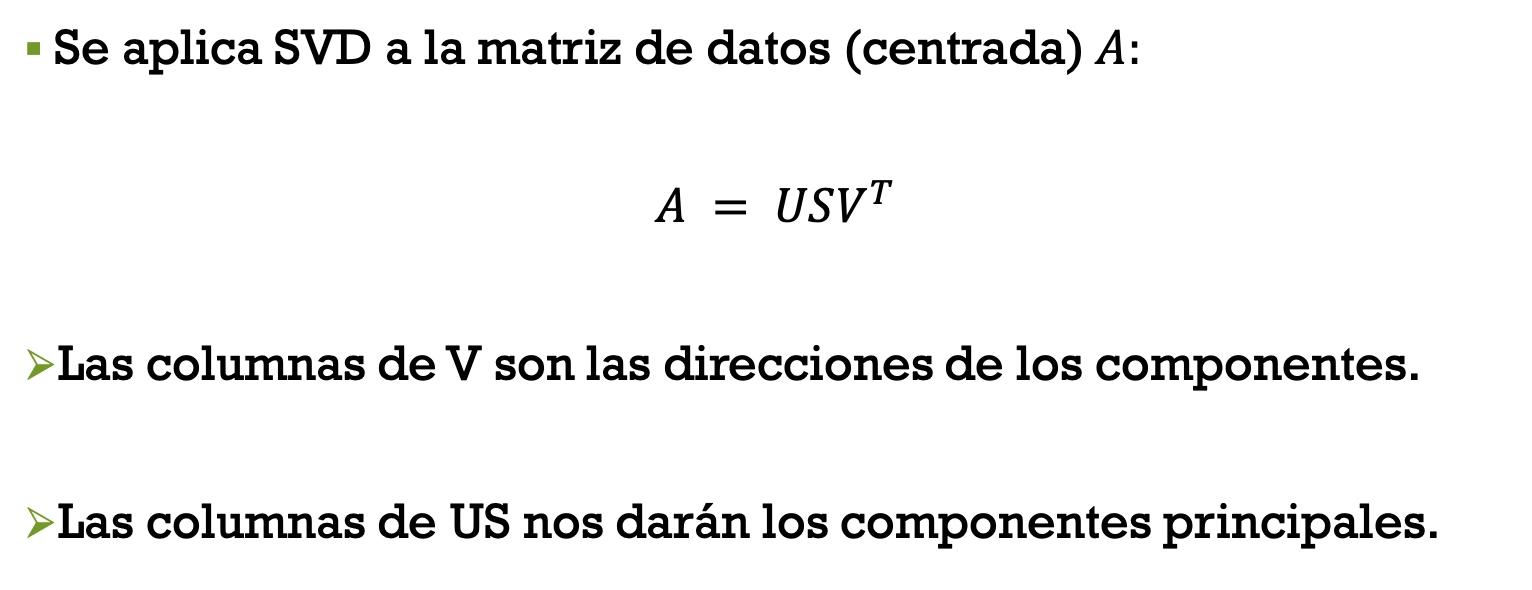 ▪ Se aplica SVD a la matriz de datos (centrada) A:
A = USV^T
➢Las columnas de V son las direcciones de los componentes.
➢Las columnas de US nos darán los componentes principales.